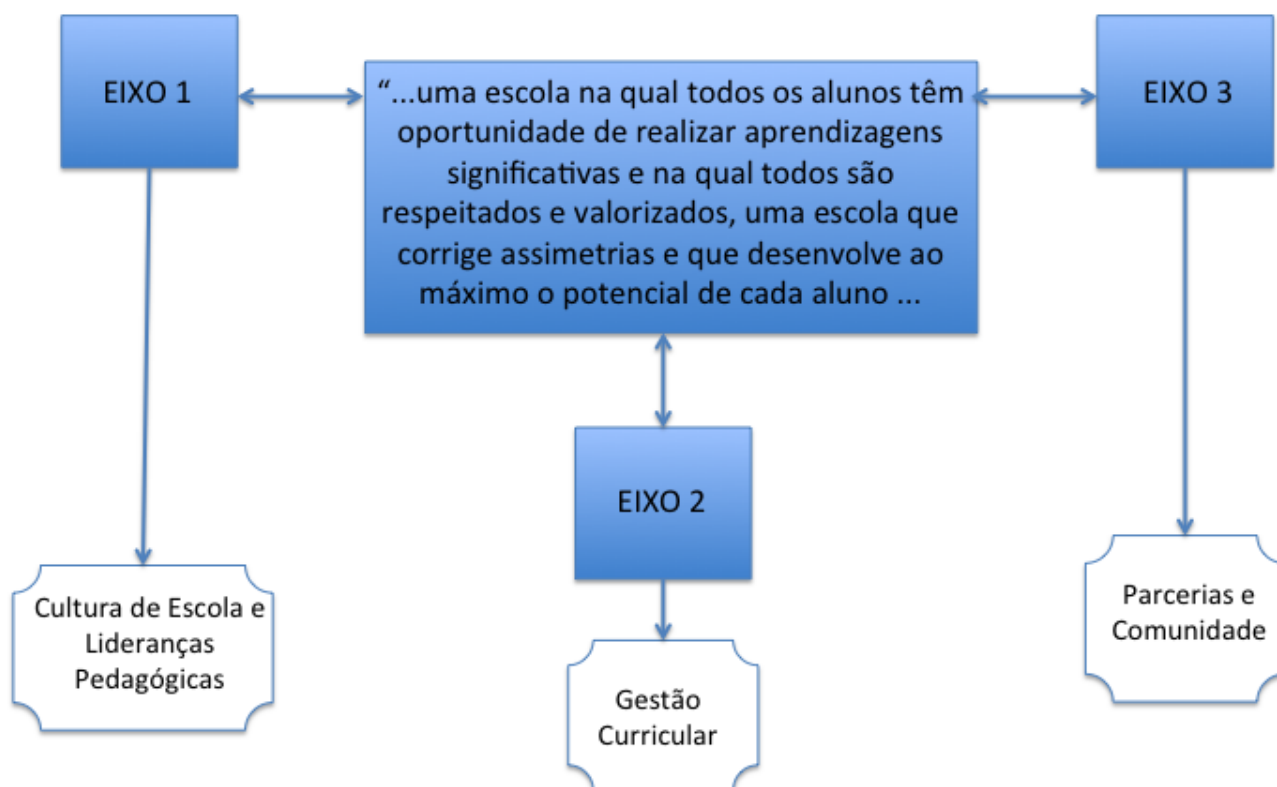 EIXO 1
“...uma escola na qual todos os alunos têm
oportunidade de realizar aprendizagens
significativas e na qual todos são
respeitados e valorizados, uma escola que
corrige assimetrias e que desenvolve ao
máximo o potencial de cada aluno ...
EIXO 3
EIXO 2
Cultura de Escola e
Lideranças
Pedagógicas
Gestão
Curricular
Parcerias e
Comunidade